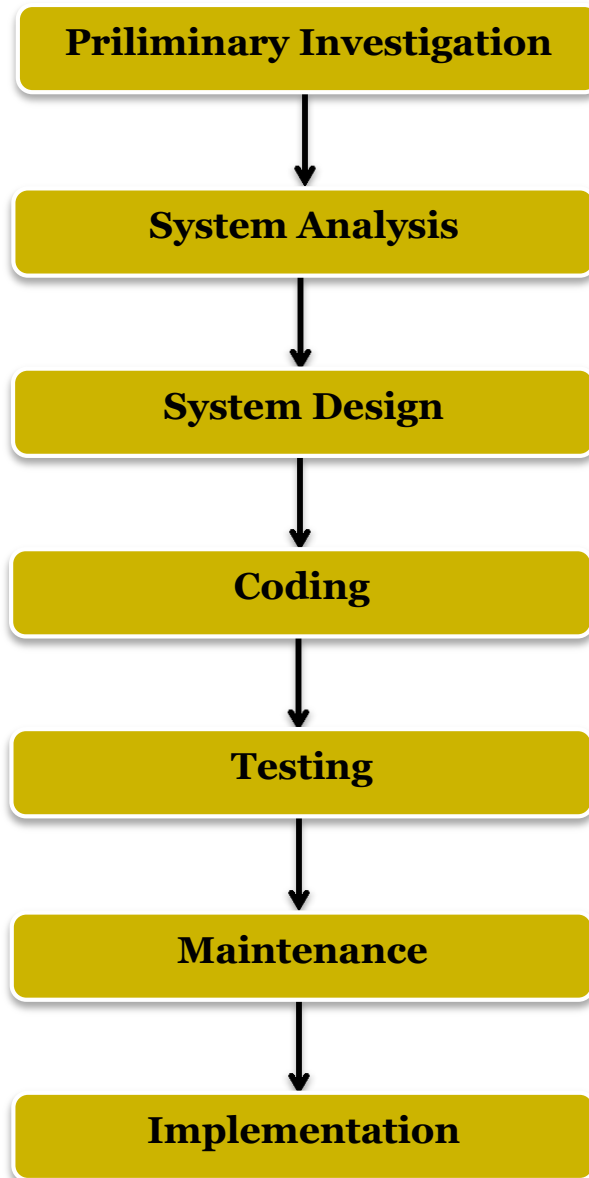 Priliminary Investigation
System Analysis
System Design
Coding
Testing
Maintenance
Implementation